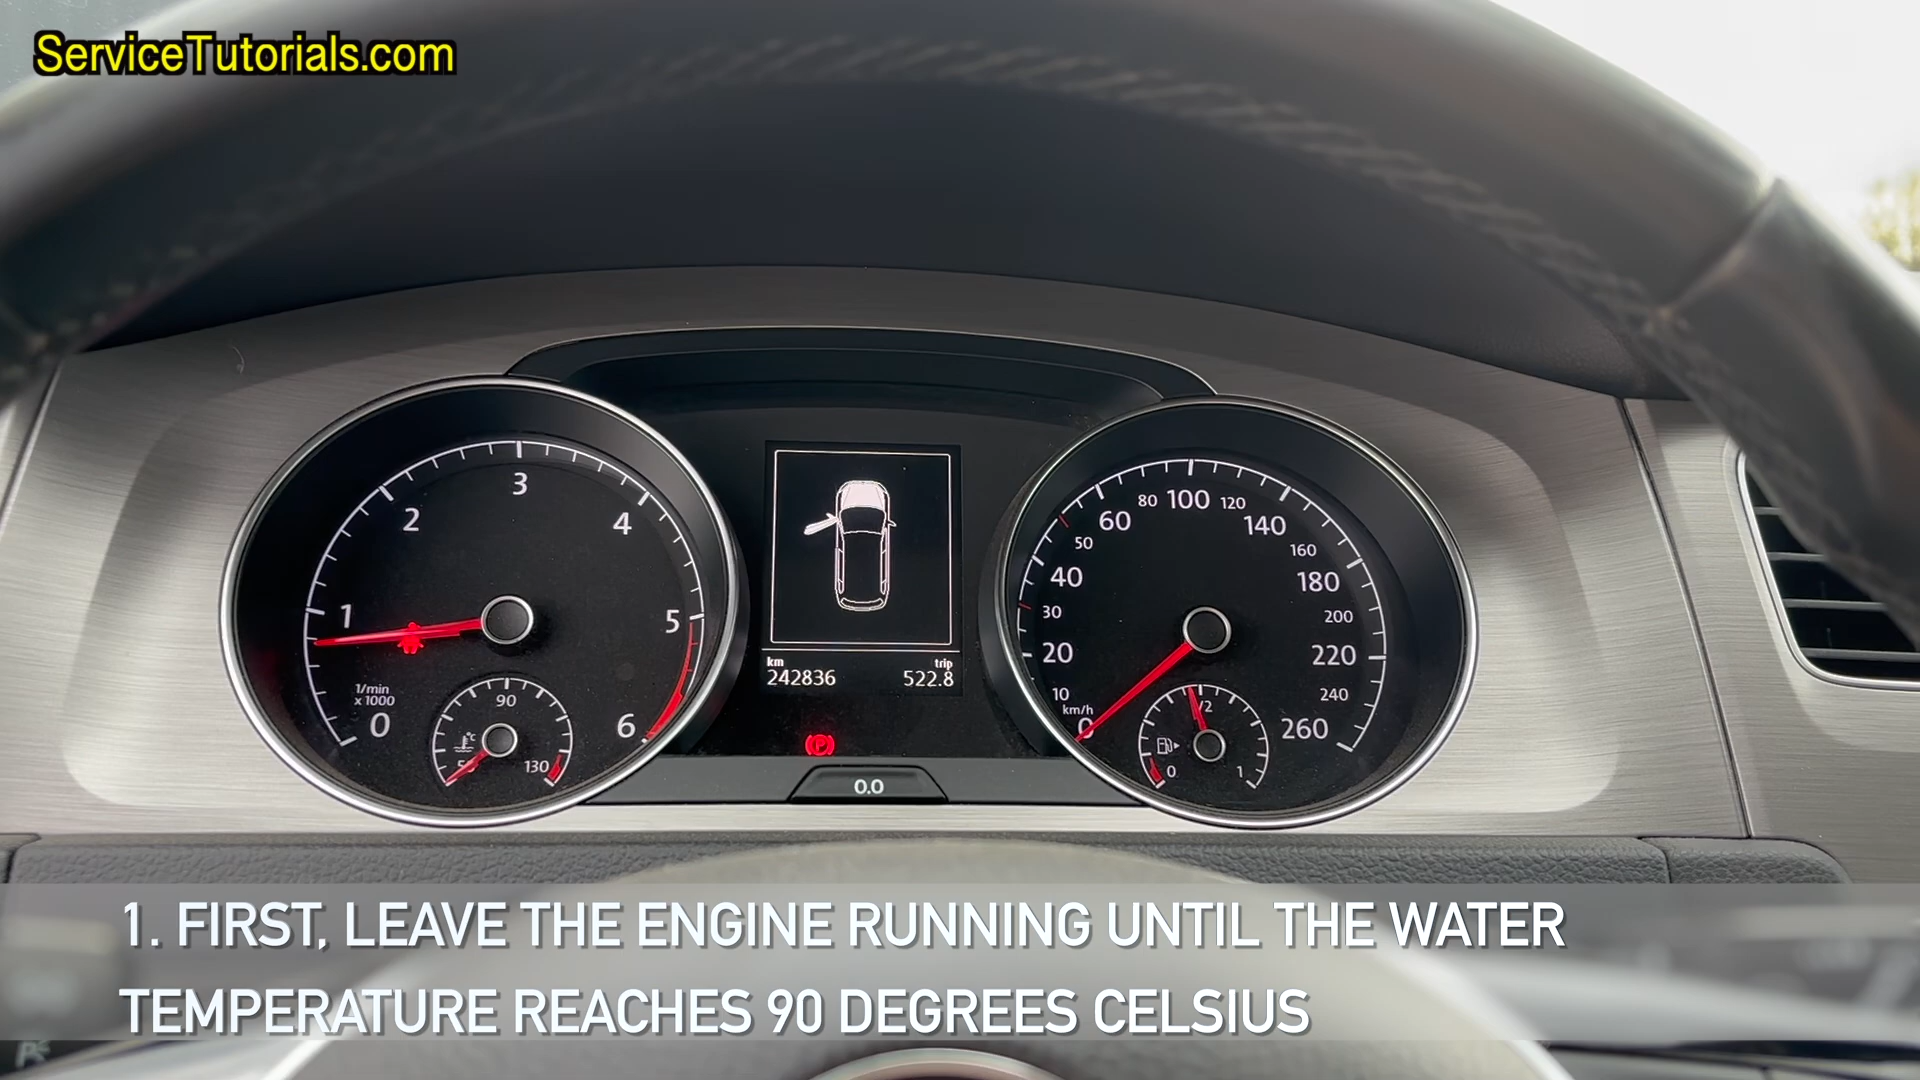 ServiceTutorials.com
3
2
4
1
5
1/min
x 1000
0
6
90
°C
130
km
242836
trip
522.8
0.0
80 100 120
60
140
50
160
40
180
30
200
20
220
10
240
km/h
0
260
1/2
0
1
1. FIRST, LEAVE THE ENGINE RUNNING UNTIL THE WATER
TEMPERATURE REACHES 90 DEGREES CELSIUS